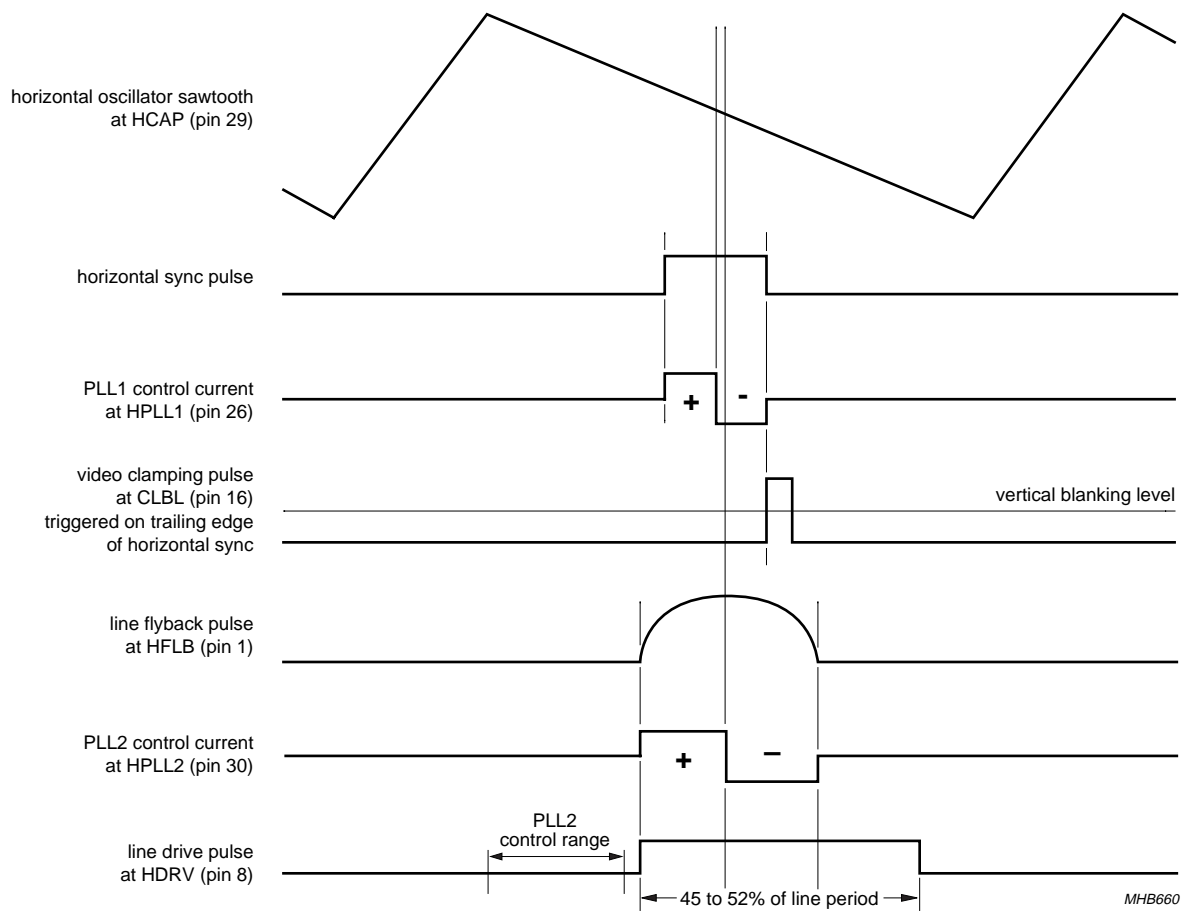 horizontal oscillator sawtooth
at HCAP (pin 29)
horizontal sync pulse
PLL1 control current
at HPLL1 (pin 26)
+
-
video clamping pulse
at CLBL (pin 16)
triggered on trailing edge
of horizontal sync
vertical blanking level
line flyback pulse
at HFLB (pin 1)
PLL2 control current
at HPLL2 (pin 30)
+
−
PLL2
control range
line drive pulse
at HDRV (pin 8)
45 to 52% of line period
MHB660